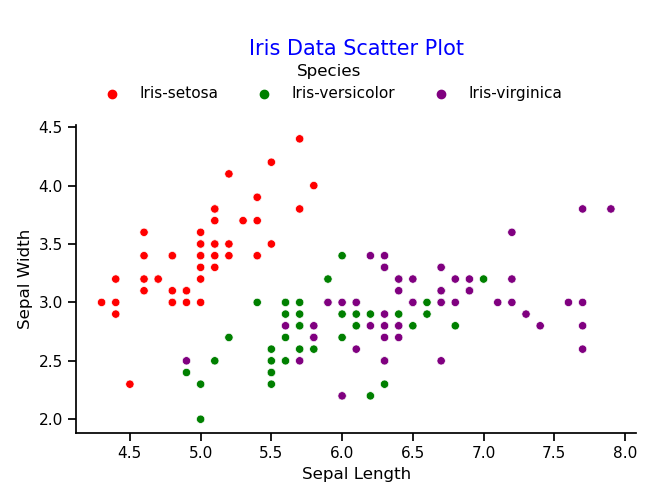 Iris Data Scatter Plot
Species
Iris-setosa Iris-versicolor Iris-virginica
4.5
4.0
3.5
3.0
2.5
2.0
Sepal Width
4.5 5.0 5.5 6.0 6.5 7.0 7.5 8.0
Sepal Length